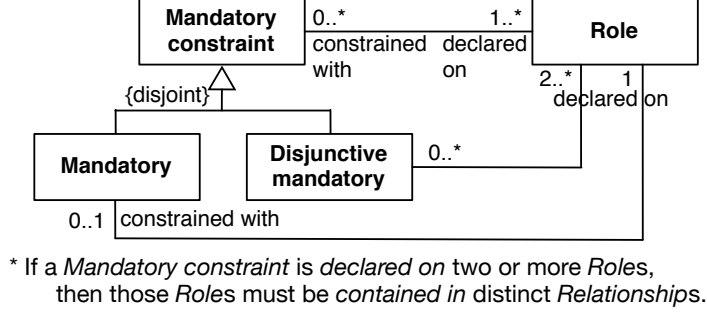 Mandatory
constraint
0..*
1..*
Role
constrained
with
declared
on
{disjoint}
2..*
1
declared on
Mandatory
Disjunctive
mandatory
0..*
0..1
constrained with
* If a Mandatory constraint is declared on two or more Roles,
then those Roles must be contained in distinct Relationships.